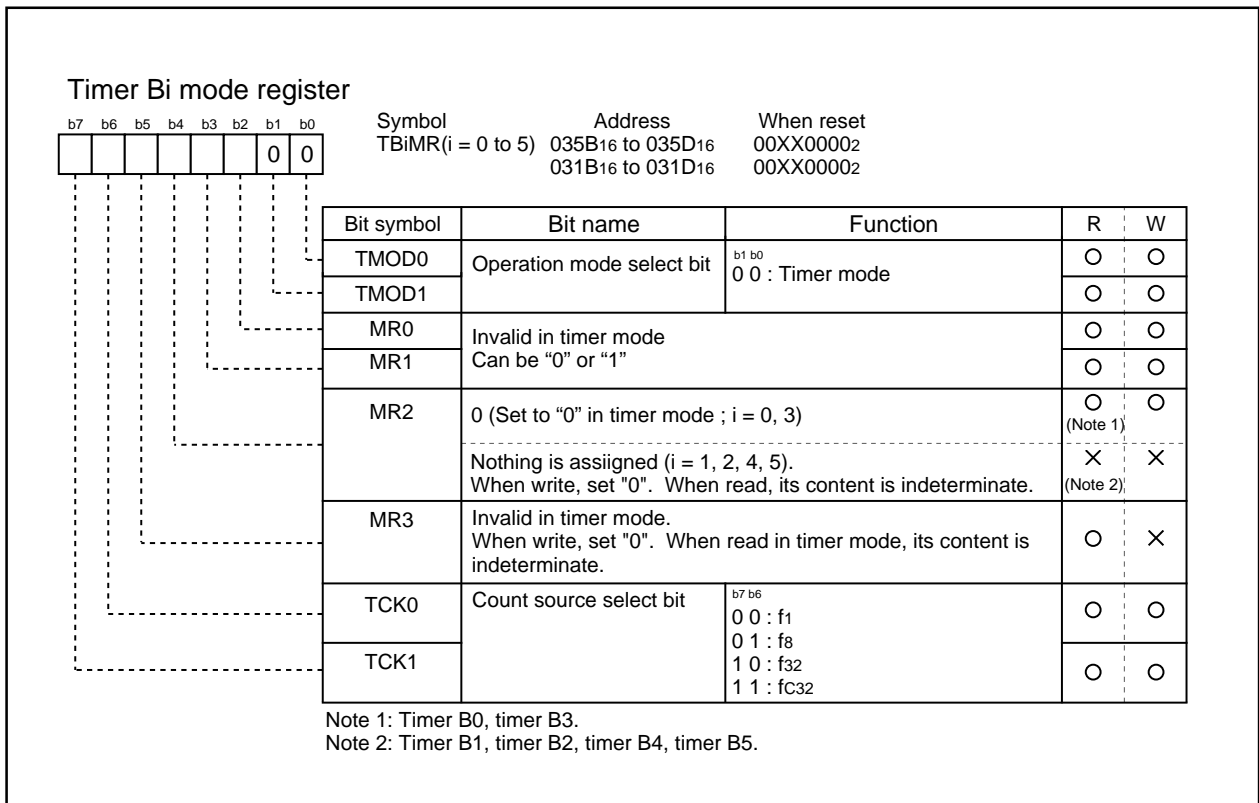 Timer Bi mode register
b7 b6 b5 b4 b3 b2 b1 b0
0 0
Symbol Address When reset
TBiMR(i = 0 to 5) 035B16 to 035D16 00XX00002
031B16 to 031D16 00XX00002
Bit symbol Bit name Function R W
TMOD0 Operation mode select bit b1 b0
0 0 : Timer mode
TMOD1
MR0 Invalid in timer mode
MR1 Can be “0” or “1”
MR2 0 (Set to “0” in timer mode ; i = 0, 3) (Note 1)
Nothing is assiigned (i = 1, 2, 4, 5).
When write, set "0". When read, its content is indeterminate. (Note 2)
MR3 Invalid in timer mode.
When write, set "0". When read in timer mode, its content is
indeterminate.
TCK0 Count source select bit b7 b6
0 0 : f1
0 1 : f8
TCK1 1 0 : f32
1 1 : fC32
Note 1: Timer B0, timer B3.
Note 2: Timer B1, timer B2, timer B4, timer B5.